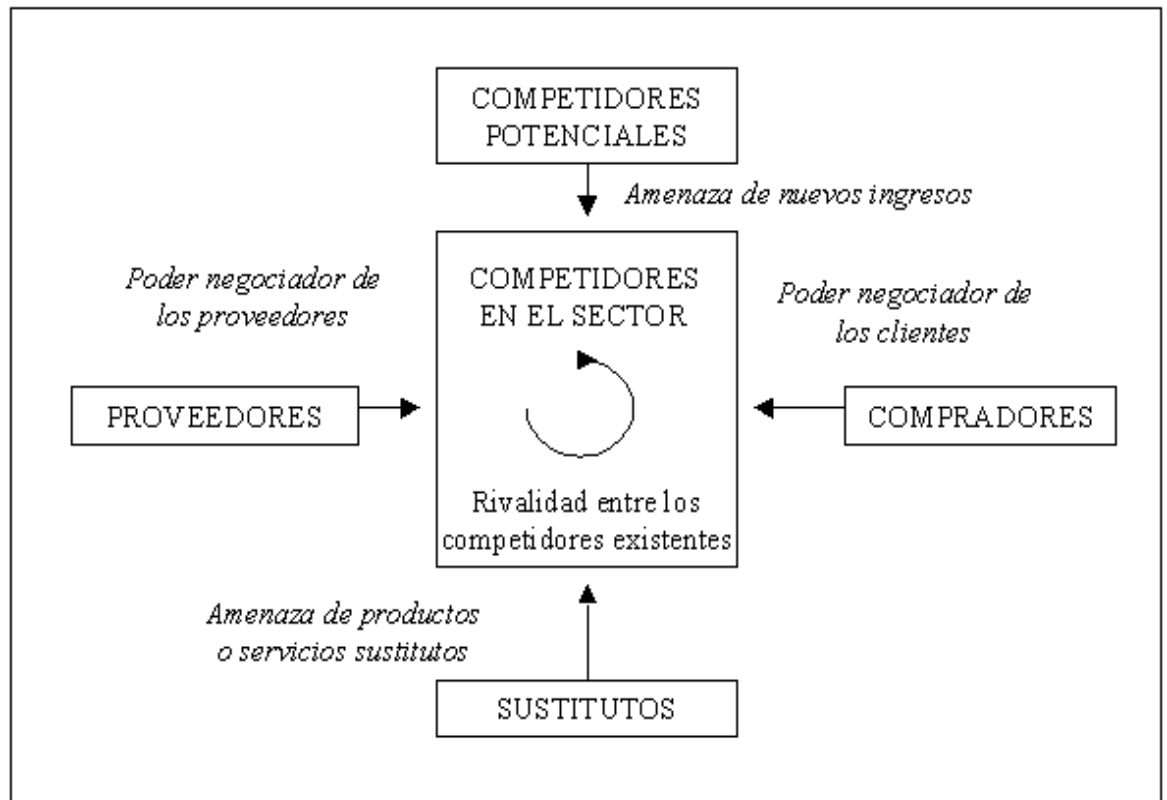 COMPETIDORES
POTENCIALES
Amenaza de nuevos ingresos
Poder negociador de
los proveedores
COMPETIDORES
EN EL SECTOR
Poder negociador de
los clientes
PROVEEDORES
COMPRADORES
Rivalidad entre los
competidores existentes
Amenaza de productos
o servicios sustitutos
SUSTITUTOS